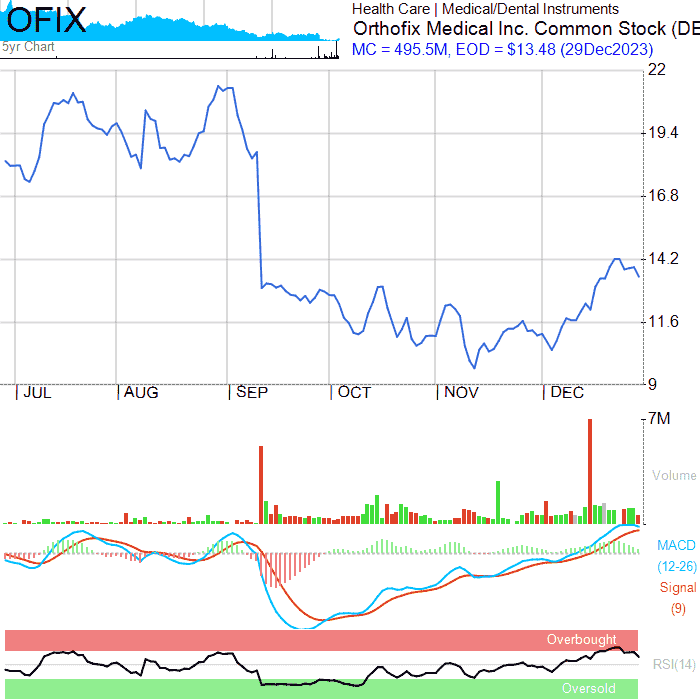 OFIX
5yr Chart
Health Care | Medical/Dental Instruments
Orthofix Medical Inc. Common Stock (DE
MC = 495.5M, EOD = $13.48 (29Dec2023)
22
19.4
16.8
14.2
11.6
9
JUL AUG SEP OCT NOV DEC
7M
Volume
MACD
(12-26)
Signal
(9)
Overbought
RSI(14)
Oversold